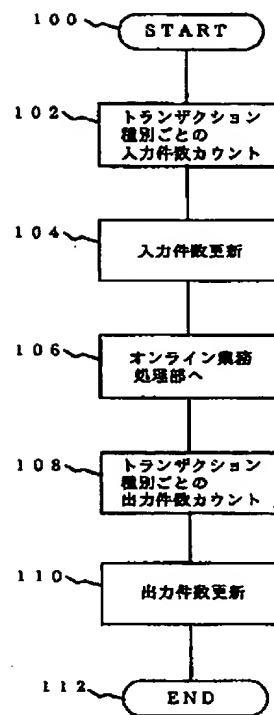 100
START
102
トランザクション
種別ごとの
入力件数カウント
104
入力件数更新
106
オンライン業務
処理部へ
108
トランザクション
種別ごとの
出力件数カウント
110
出力件数更新
112
END